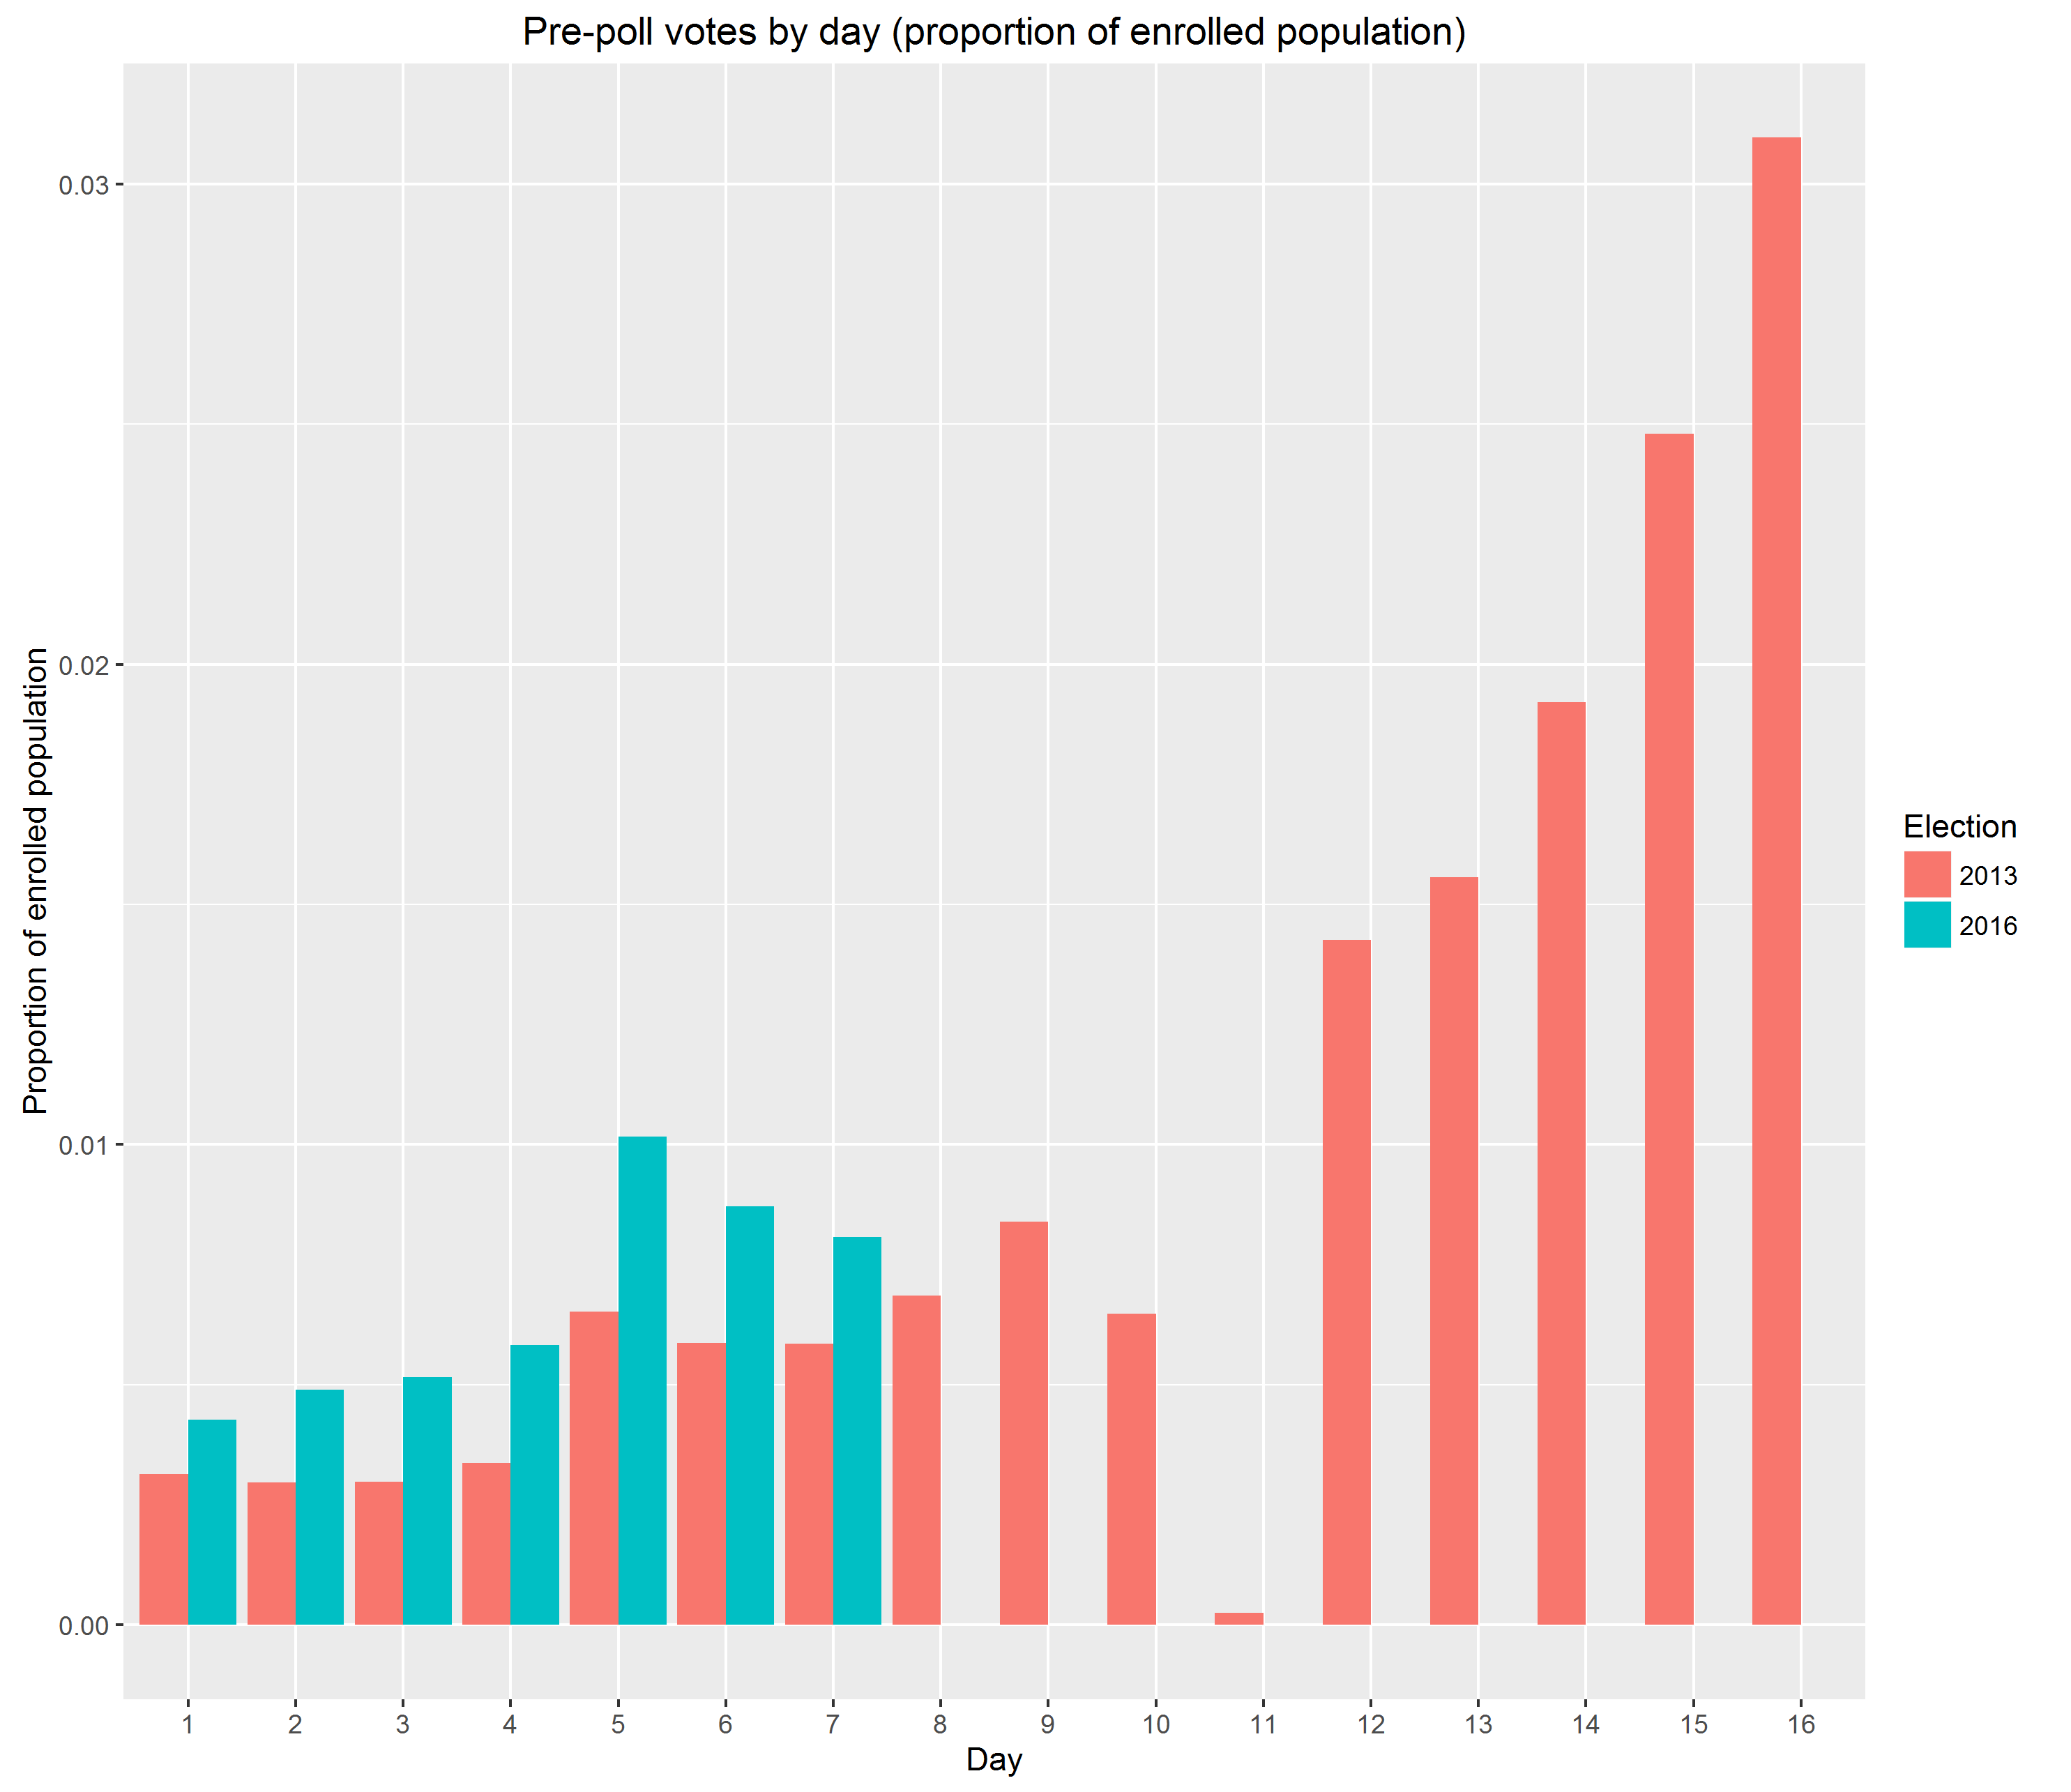 Pre-poll votes by day (proportion of enrolled population)
Proportion of enrolled population
0.03
0.02
0.01
0.00
1 2 3 4 5 6 7 8 9 10 11 12 13 14 15 16
Day
Election
2013
2016